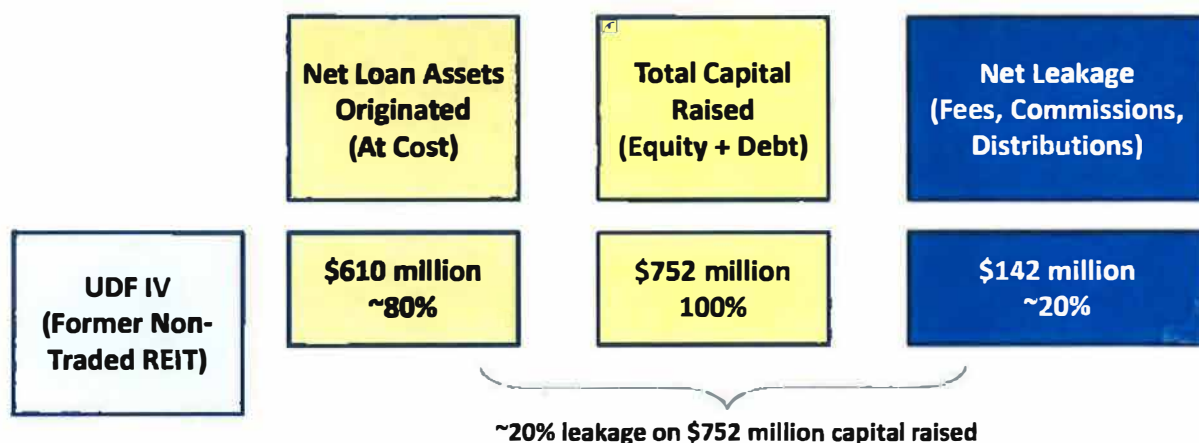 Net Loan Assets
Originated
(At Cost)
Total Capital
Raised
(Equity + Debt)
Net Leakage
(Fees, Commissions,
Distributions)
UDF IV
(Former Non-
Traded REIT)
$610 million
~80%
$752 million
100%
$142 million
~20%
~20% leakage on $752 million capital raised